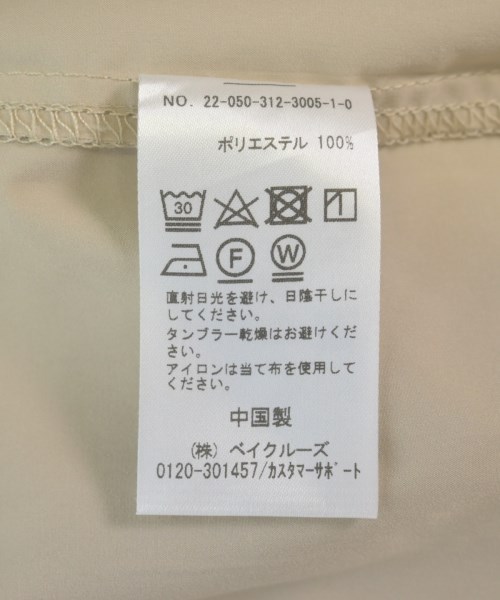 NO. 22-050-312-3005-1-0
ポリエステル 100%
30
F W
直射日光を避け、日陰干しに
してください。
タンブラー乾燥はお避けくだ
さい。
アイロンは当て布を使用して
ください。
中国製
(株) ベイクルーズ
0120-301457/カスタマーサポート